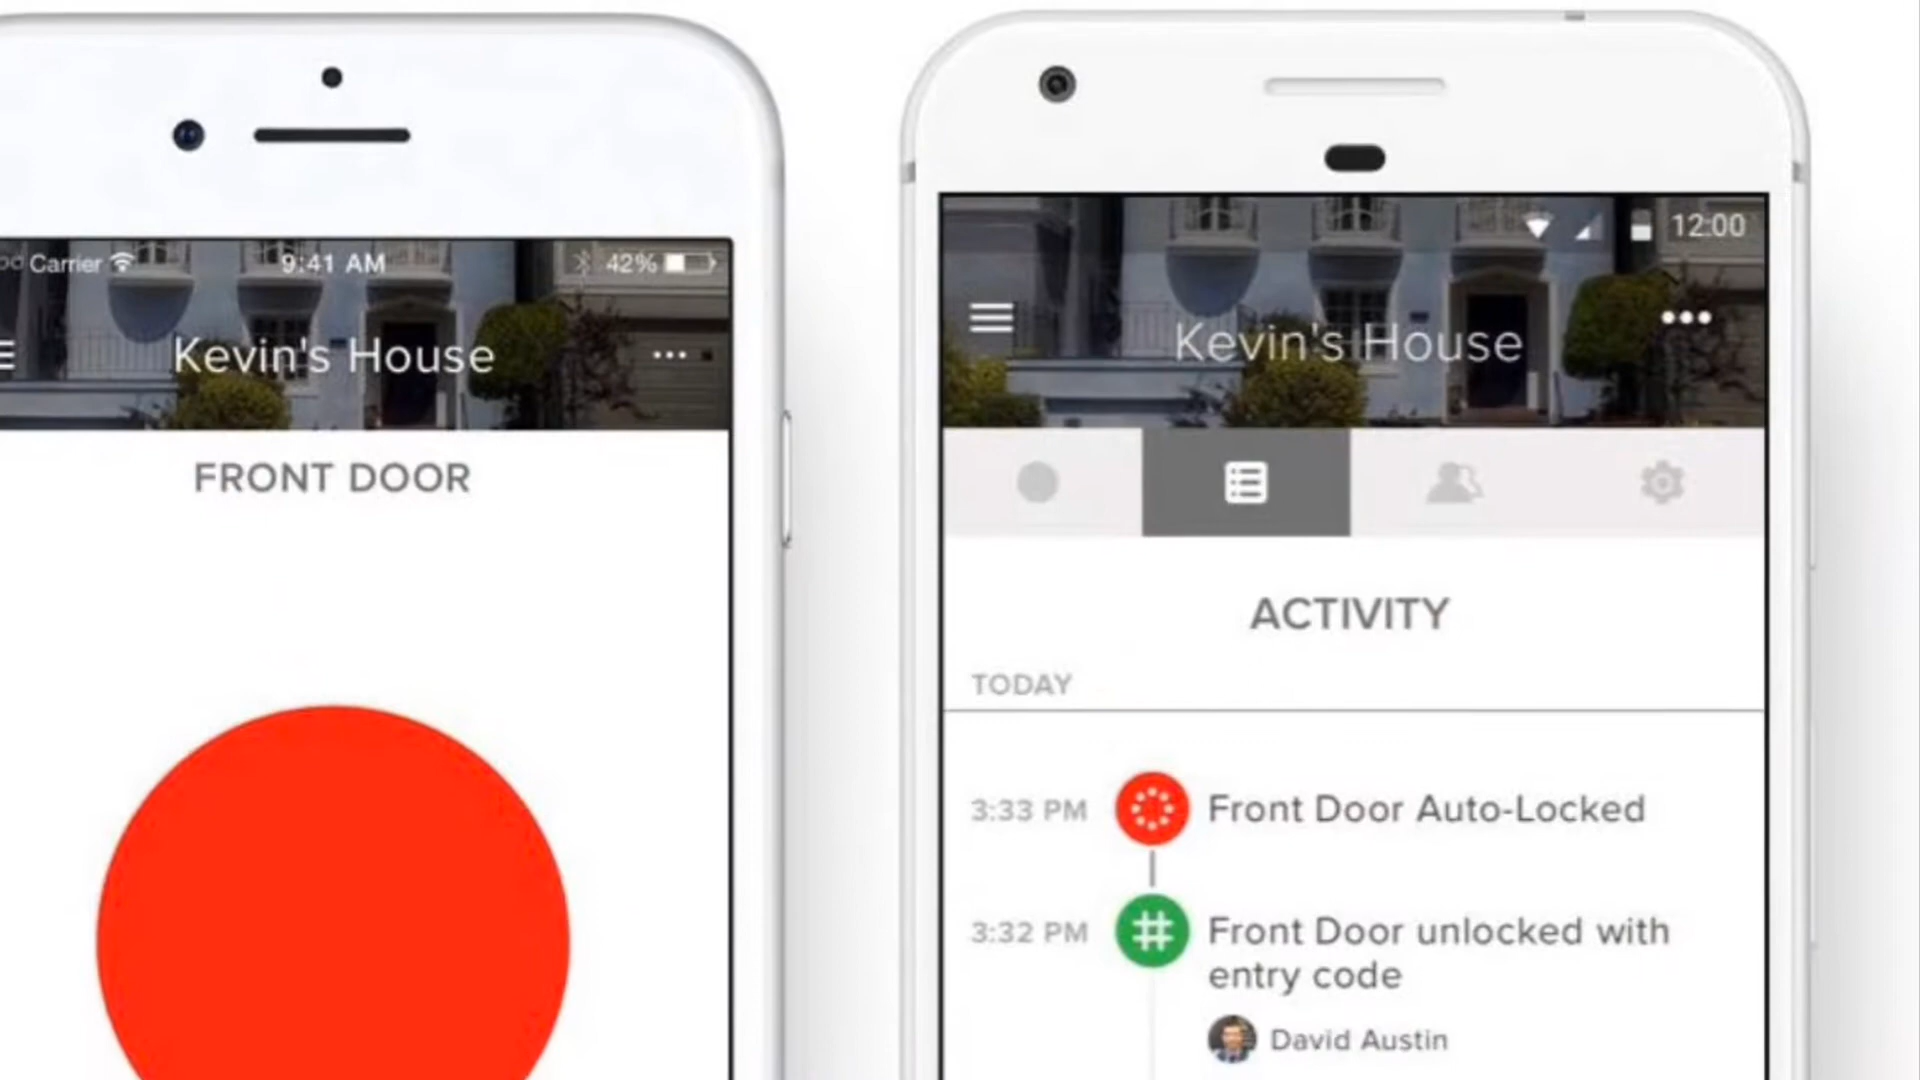 Carrier 9:41 AM 42%
Kevin's House
FRONT DOOR
12:00
Kevin's House
ACTIVITY
TODAY
3:33 PM Front Door Auto-Locked
3:32 PM Front Door unlocked with
entry code
David Austin